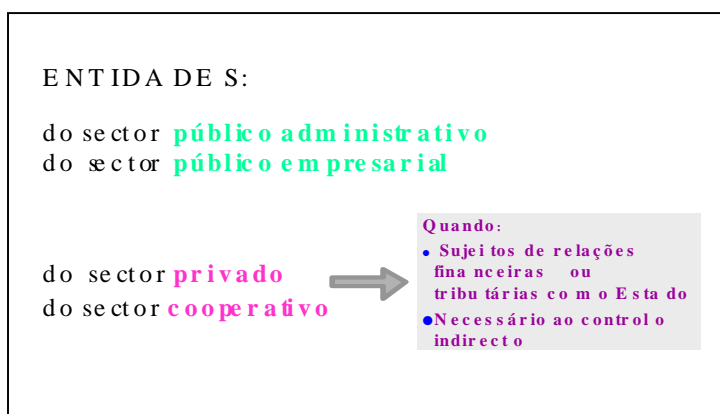 ENTIDADES:
do sector público administrativo
do sector público empresarial
do sector privado
do sector cooperativo
Quando:
• Sujeitos de relações
financeiras ou
tributárias com o Estado
•Necessário ao controlo
indirecto